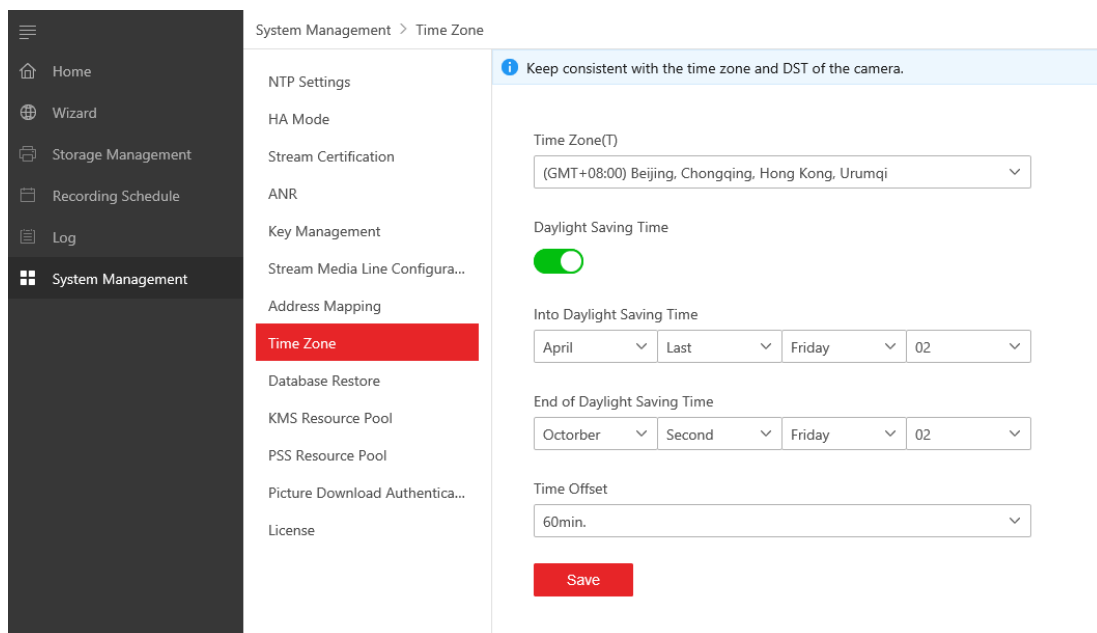 System Management > Time Zone
Home
Wizard
Storage Management
Recording Schedule
Log
System Management
NTP Settings
HA Mode
Stream Certification
ANR
Key Management
Stream Media Line Configura...
Address Mapping
Time Zone
Database Restore
KMS Resource Pool
PSS Resource Pool
Picture Download Authentica...
License
Keep consistent with the time zone and DST of the camera.
Time Zone(T)
(GMT+08:00) Beijing, Chongqing, Hong Kong, Urumqi
Daylight Saving Time
Into Daylight Saving Time
April Last Friday 02
End of Daylight Saving Time
Octorber Second Friday 02
Time Offset
60min.
Save